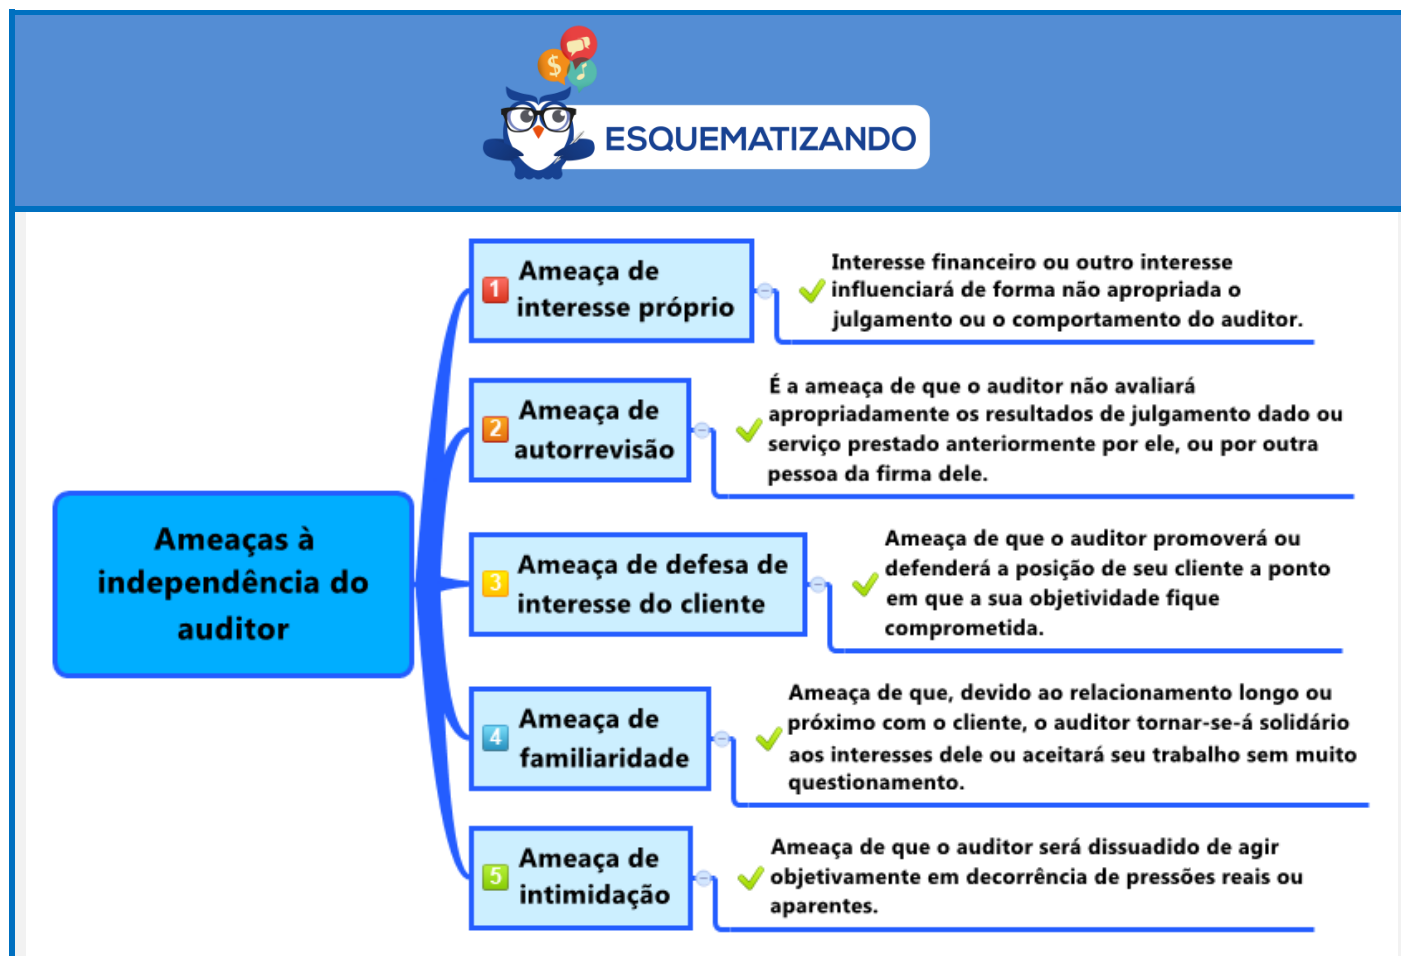 ESQUEMATIZANDO
Ameaças à
independência do
auditor
1
Ameaça de
interesse próprio
Interesse financeiro ou outro interesse
influenciará de forma não apropriada o
julgamento ou o comportamento do auditor.
2
Ameaça de
autorrevisão
É a ameaça de que o auditor não avaliará
apropriadamente os resultados de julgamento dado ou
serviço prestado anteriormente por ele, ou por outra
pessoa da firma dele.
3
Ameaça de defesa de
interesse do cliente
Ameaça de que o auditor promoverá ou
defenderá a posição de seu cliente a ponto
em que a sua objetividade fique
comprometida.
4
Ameaça de
familiaridade
Ameaça de que, devido ao relacionamento longo ou
próximo com o cliente, o auditor tornar-se-á solidário
aos interesses dele ou aceitará seu trabalho sem muito
questionamento.
5
Ameaça de
intimidação
Ameaça de que o auditor será dissuadido de agir
objetivamente em decorrência de pressões reais ou
aparentes.